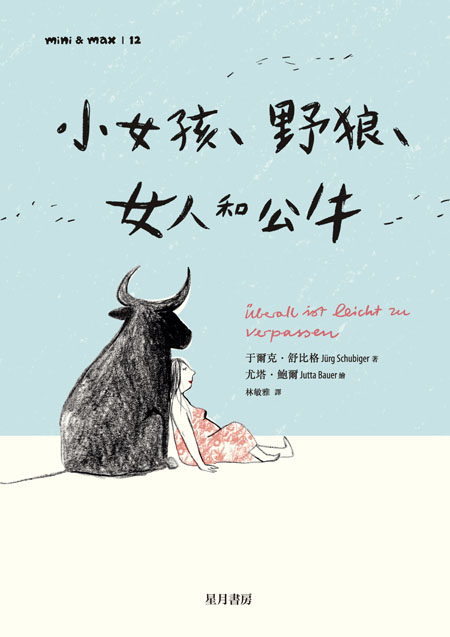 mini & max | 12
小女孩、野狼、
女人和公牛
Überall ist leicht zu
verpassen
于爾克・舒比格 Jürg Schubiger 著
尤塔・鮑爾 Jutta Bauer 繪
林敏雅 譯
星月書房